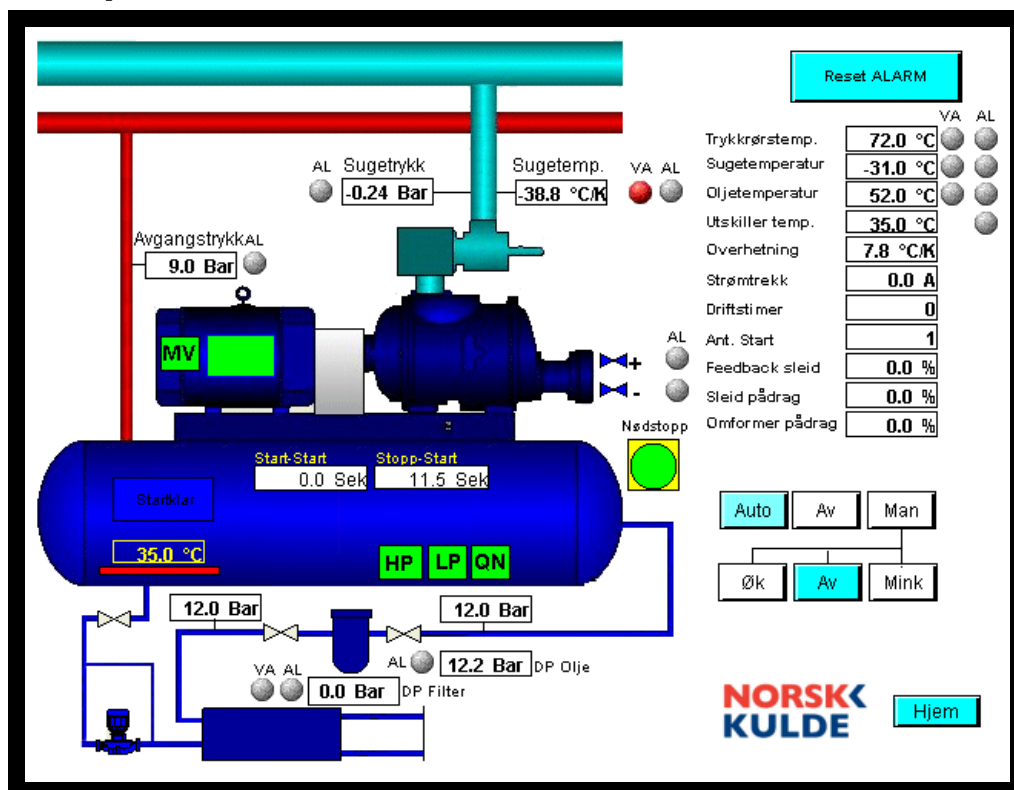 Reset ALARM
VA AL
Trykkrørstemp. 72.0 °C
Sugetemperatur -31.0 °C
Oljetemperatur 52.0 °C
Utskiller temp. 35.0 °C
Overhetning 7.8 °C/K
Strømtrekk 0.0 A
Driftstimer 0
Ant. Start 1
Feedback sleid 0.0 %
Sleid pådrag 0.0 %
Omformer pådrag 0.0 %
AL Sugetrykk Sugetemp. VA AL
-0.24 Bar -38.8 °C/K
Avgangstrykk AL
9.0 Bar
MV
AL
+
-
Nødstopp
Start-Start Stopp-Start
0.0 Sek 11.5 Sek
Startklar
35.0 °C
HP LP QN
Auto Av Man
Øk Av Mink
12.0 Bar 12.0 Bar
AL 12.2 Bar DP Olje
VA AL
0.0 Bar DP Filter
NORSK
KULDE
Hjem